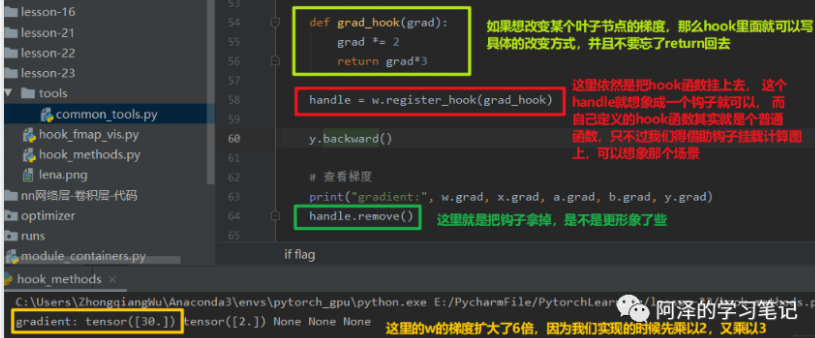 lesson-16
lesson-21
lesson-22
lesson-23
tools
common_tools.py
hook_fmap_vis.py
hook_methods.py
lena.png
nn网络层-卷积层-代码
optimizer
runs
module_containers.py
53
54 def grad_hook(grad):
55 grad *= 2
56 return grad*3
57
58 handle = w.register_hook(grad_hook)
59
60 y.backward()
61
62 # 查看梯度
63 print("gradient:", w.grad, x.grad, a.grad, b.grad, y.grad)
64 handle.remove()
65
如果想改变某个叶子节点的梯度，那么hook里面就可以写
具体的改变方式，并且不要忘了return回去
这里依然是把hook函数挂上去， 这个
handle就想象成一个钩子就可以， 而
自己定义的hook函数其实就是个普通
函数，只不过我们得借助钩子挂载计算图
上，可以想象那个场景
这里就是把钩子拿掉，是不是更形象了些
if flag
hook_methods
C:\Users\ZhongqiangWu\Anaconda3\envs\pytorch_gpu\python.exe E:/PycharmFile/PytorchLearning/
gradient: tensor([30.]) tensor([2.]) None None None
这里的w的梯度扩大了6倍，因为我们实现的时候先乘以2，又乘以3
阿泽的学习笔记